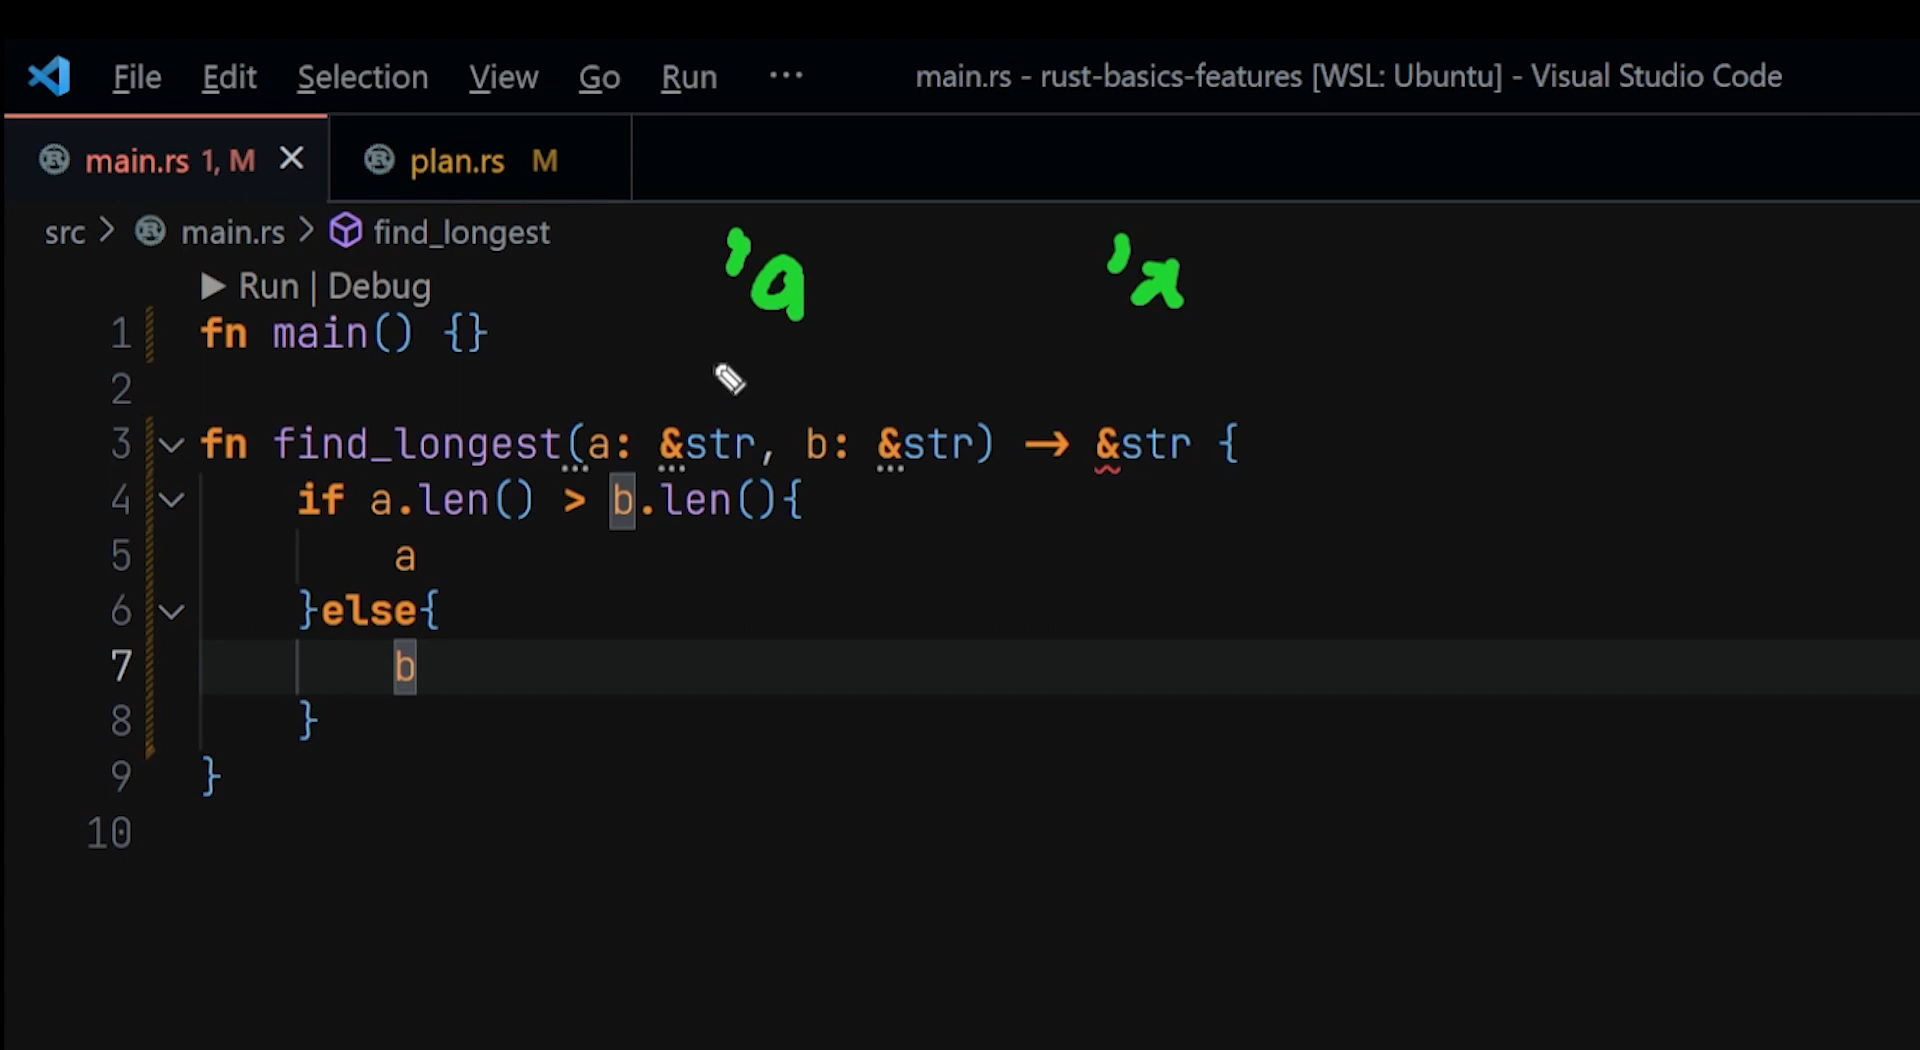 File Edit Selection View Go Run ... main.rs - rust-basics-features [WSL: Ubuntu] - Visual Studio Code
main.rs 1, M × plan.rs M
src > main.rs > find_longest
'a 'x
Run | Debug
1 fn main() {}
2
3 fn find_longest(a: &str, b: &str) -> &str {
4 if a.len() > b.len(){
5 a
6 }else{
7 b
8 }
9 }
10